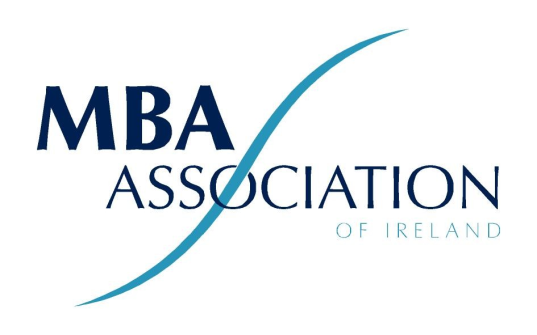 MBA
ASSOCIATION
OF IRELAND